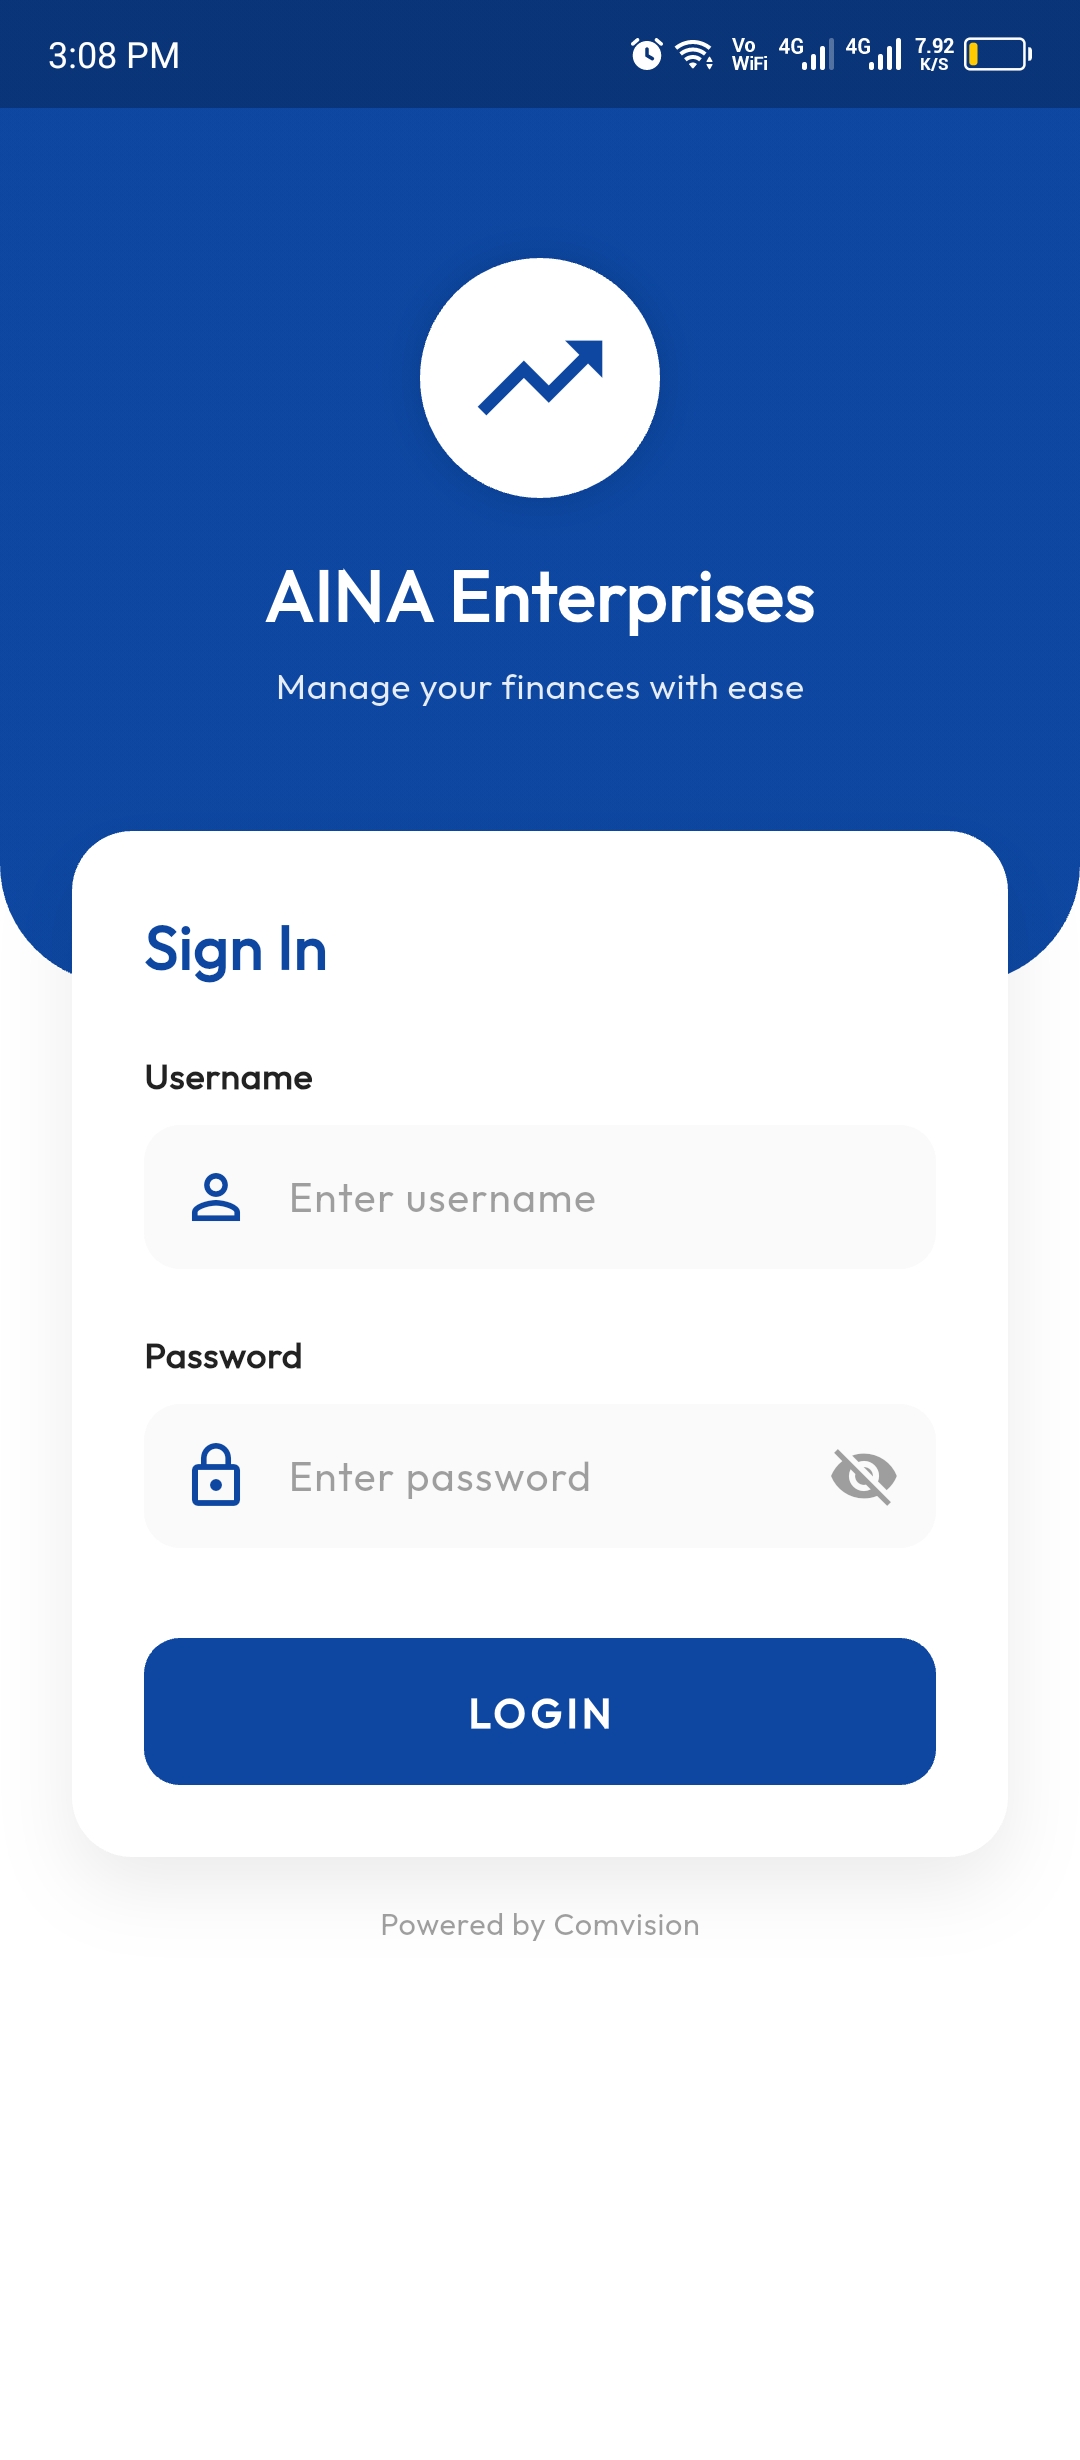 3:08 PM
Vo WiFi 4G 4G 7.92 K/S
AINA Enterprises
Manage your finances with ease
Sign In
Username
Enter username
Password
Enter password
LOGIN
Powered by Comvision